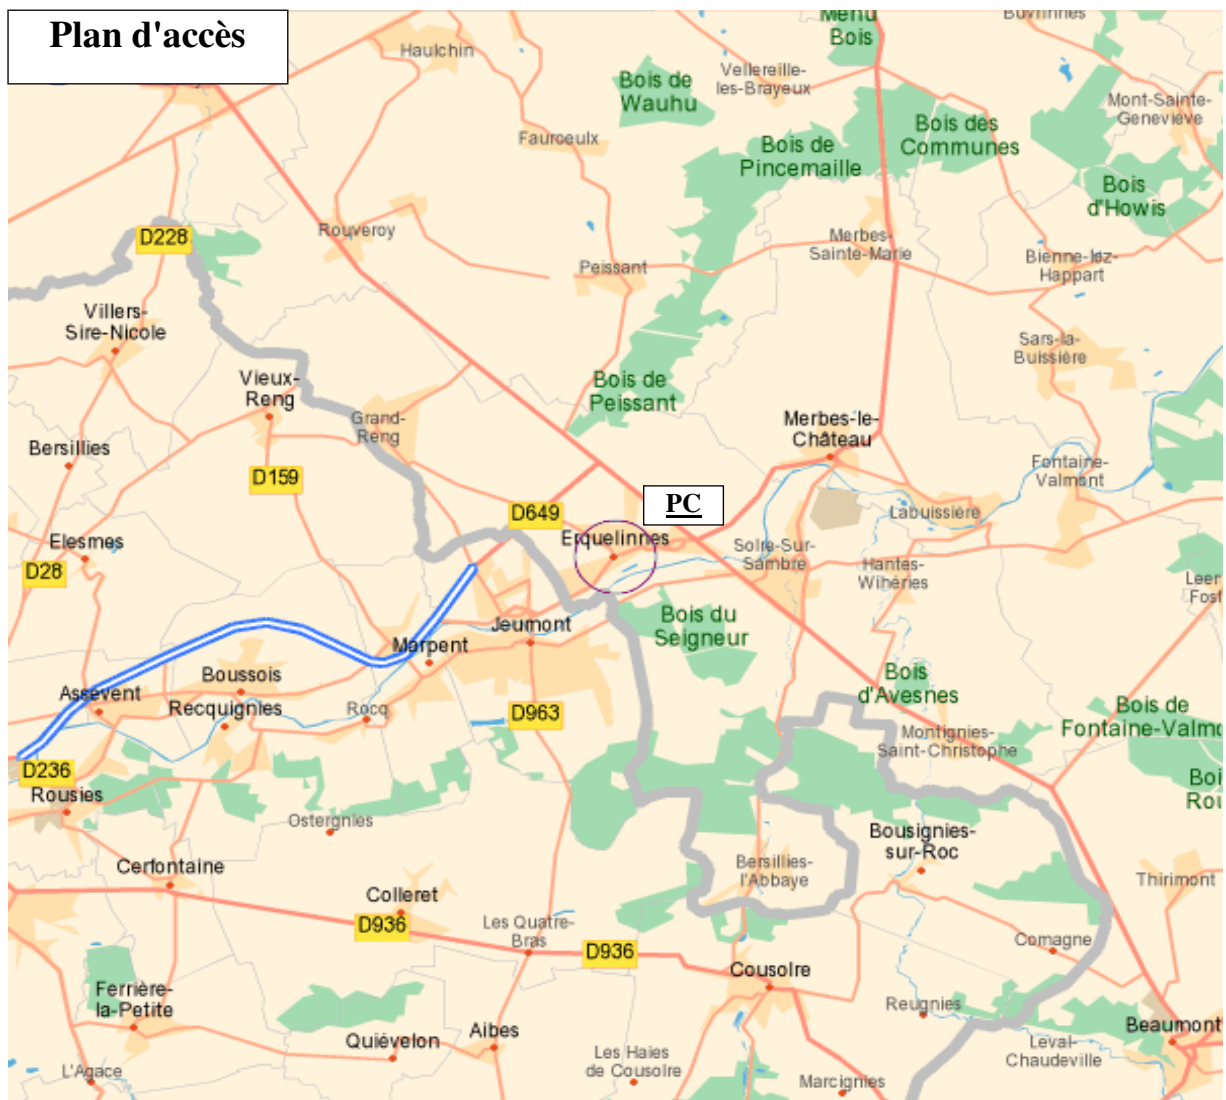 Plan d'accès
Menu
Bois
Buvrinnes
Haulchin
Bois de
Wauhu
Vellereille-
les-Brayeux
Mont-Sainte-
Geneviève
Fauroeulx
Bois des
Communes
Bois de
Pincemaille
Bois
d'Howis
D228
Rouveroy
Merbes-
Sainte-Marie
Peissant
Bienne-lez-
Happart
Villers-
Sire-Nicole
Sars-la-
Buissière
Vieux-
Reng
Bois de
Peissant
Grand-
Reng
Merbes-le-
Château
Bersillies
D159
Fontaine-
Valmont
PC
D649
Labuissière
Elesmes
Erquelinnes
Solre-Sur-
Sambre
D28
Hantes-
Wihéries
Leer
Fost
Bois du
Seigneur
Jeumont
Marpent
Boussois
Bois
d'Avesnes
Assevent
Recquignies
Rocq
D963
Bois de
Fontaine-Valmo
Montignies-
Saint-Christophe
D236
Rousies
Boi
Rou
Ostergnies
Bousignies-
sur-Roc
Cerfontaine
Bersillies-
l'Abbaye
Thirimont
Colleret
D936
Les Quatre-
Bras
D936
Comagne
Cousolre
Ferrière-
la-Petite
Reugnies
Aibes
Beaumont
Quiévelon
Leval-
Chaudeville
Les Haies
de Cousolre
L'Agace
Marcignies